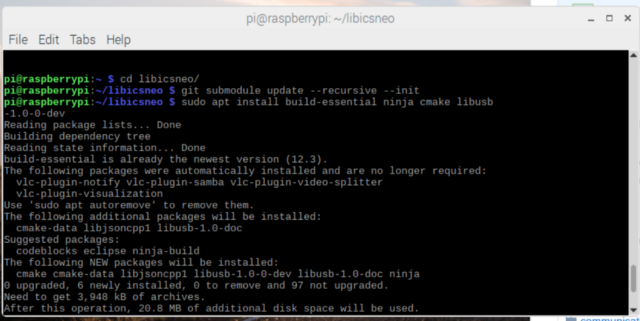 pi@raspberrypi: ~/libicsneo
File Edit Tabs Help
pi@raspberrypi:~ $ cd libicsneo/
pi@raspberrypi:~/libicsneo $ git submodule update --recursive --init
pi@raspberrypi:~/libicsneo $ sudo apt install build-essential ninja cmake libusb
-1.0-0-dev
Reading package lists... Done
Building dependency tree
Reading state information... Done
build-essential is already the newest version (12.3).
The following packages were automatically installed and are no longer required:
vlc-plugin-notify vlc-plugin-samba vlc-plugin-video-splitter
vlc-plugin-visualization
Use 'sudo apt autoremove' to remove them.
The following additional packages will be installed:
cmake-data libjsoncpp1 libusb-1.0-doc
Suggested packages:
codeblocks eclipse ninja-build
The following NEW packages will be installed:
cmake cmake-data libjsoncpp1 libusb-1.0-0-dev libusb-1.0-doc ninja
0 upgraded, 6 newly installed, 0 to remove and 97 not upgraded.
Need to get 3,948 kB of archives.
After this operation, 20.8 MB of additional disk space will be used.